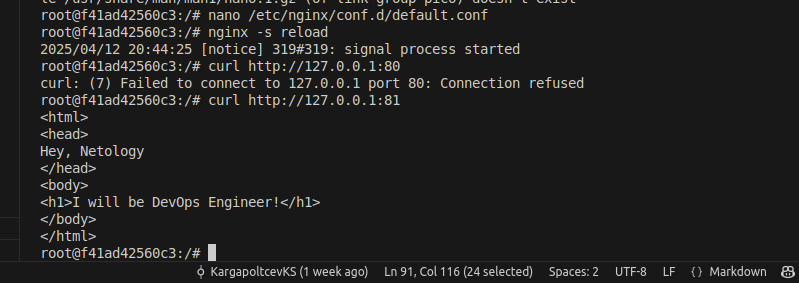 root@f41ad42560c3:/# nano /etc/nginx/conf.d/default.conf
root@f41ad42560c3:/# nginx -s reload
2025/04/12 20:44:25 [notice] 319#319: signal process started
root@f41ad42560c3:/# curl http://127.0.0.1:80
curl: (7) Failed to connect to 127.0.0.1 port 80: Connection refused
root@f41ad42560c3:/# curl http://127.0.0.1:81
<html>
<head>
Hey, Netology
</head>
<body>
<h1>I will be DevOps Engineer!</h1>
</body>
</html>
root@f41ad42560c3:/#
KargapoltcevKS (1 week ago) Ln 91, Col 116 (24 selected) Spaces: 2 UTF-8 LF {} Markdown